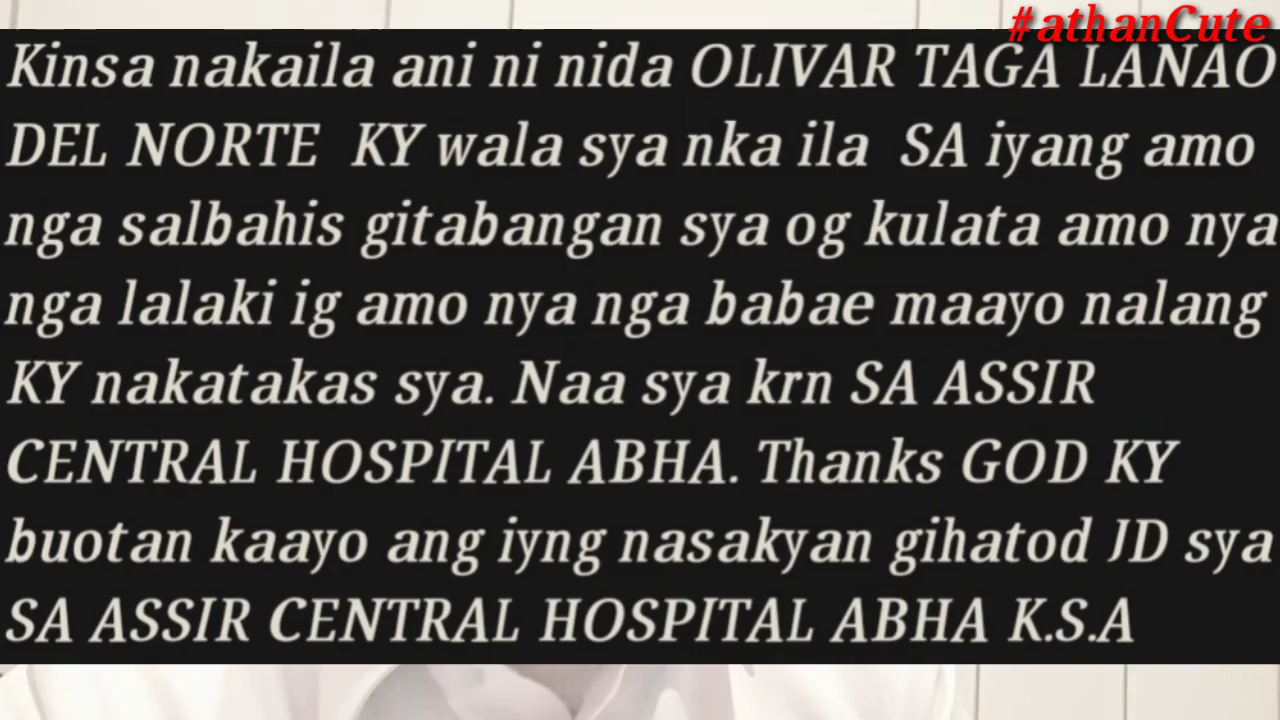 #athanCute
Kinsa nakaila ani ni nida OLIVAR TAGA LANAO
DEL NORTE KY wala sya nka ila SA iyang amo
nga salbahis gitabangan sya og kulata amo nya
nga lalaki ig amo nya nga babae maayo nalang
KY nakatakas sya. Naa sya krn SA ASSIR
CENTRAL HOSPITAL ABHA. Thanks GOD KY
buotan kaayo ang iyng nasakyan gihatod JD sya
SA ASSIR CENTRAL HOSPITAL ABHA K.S.A